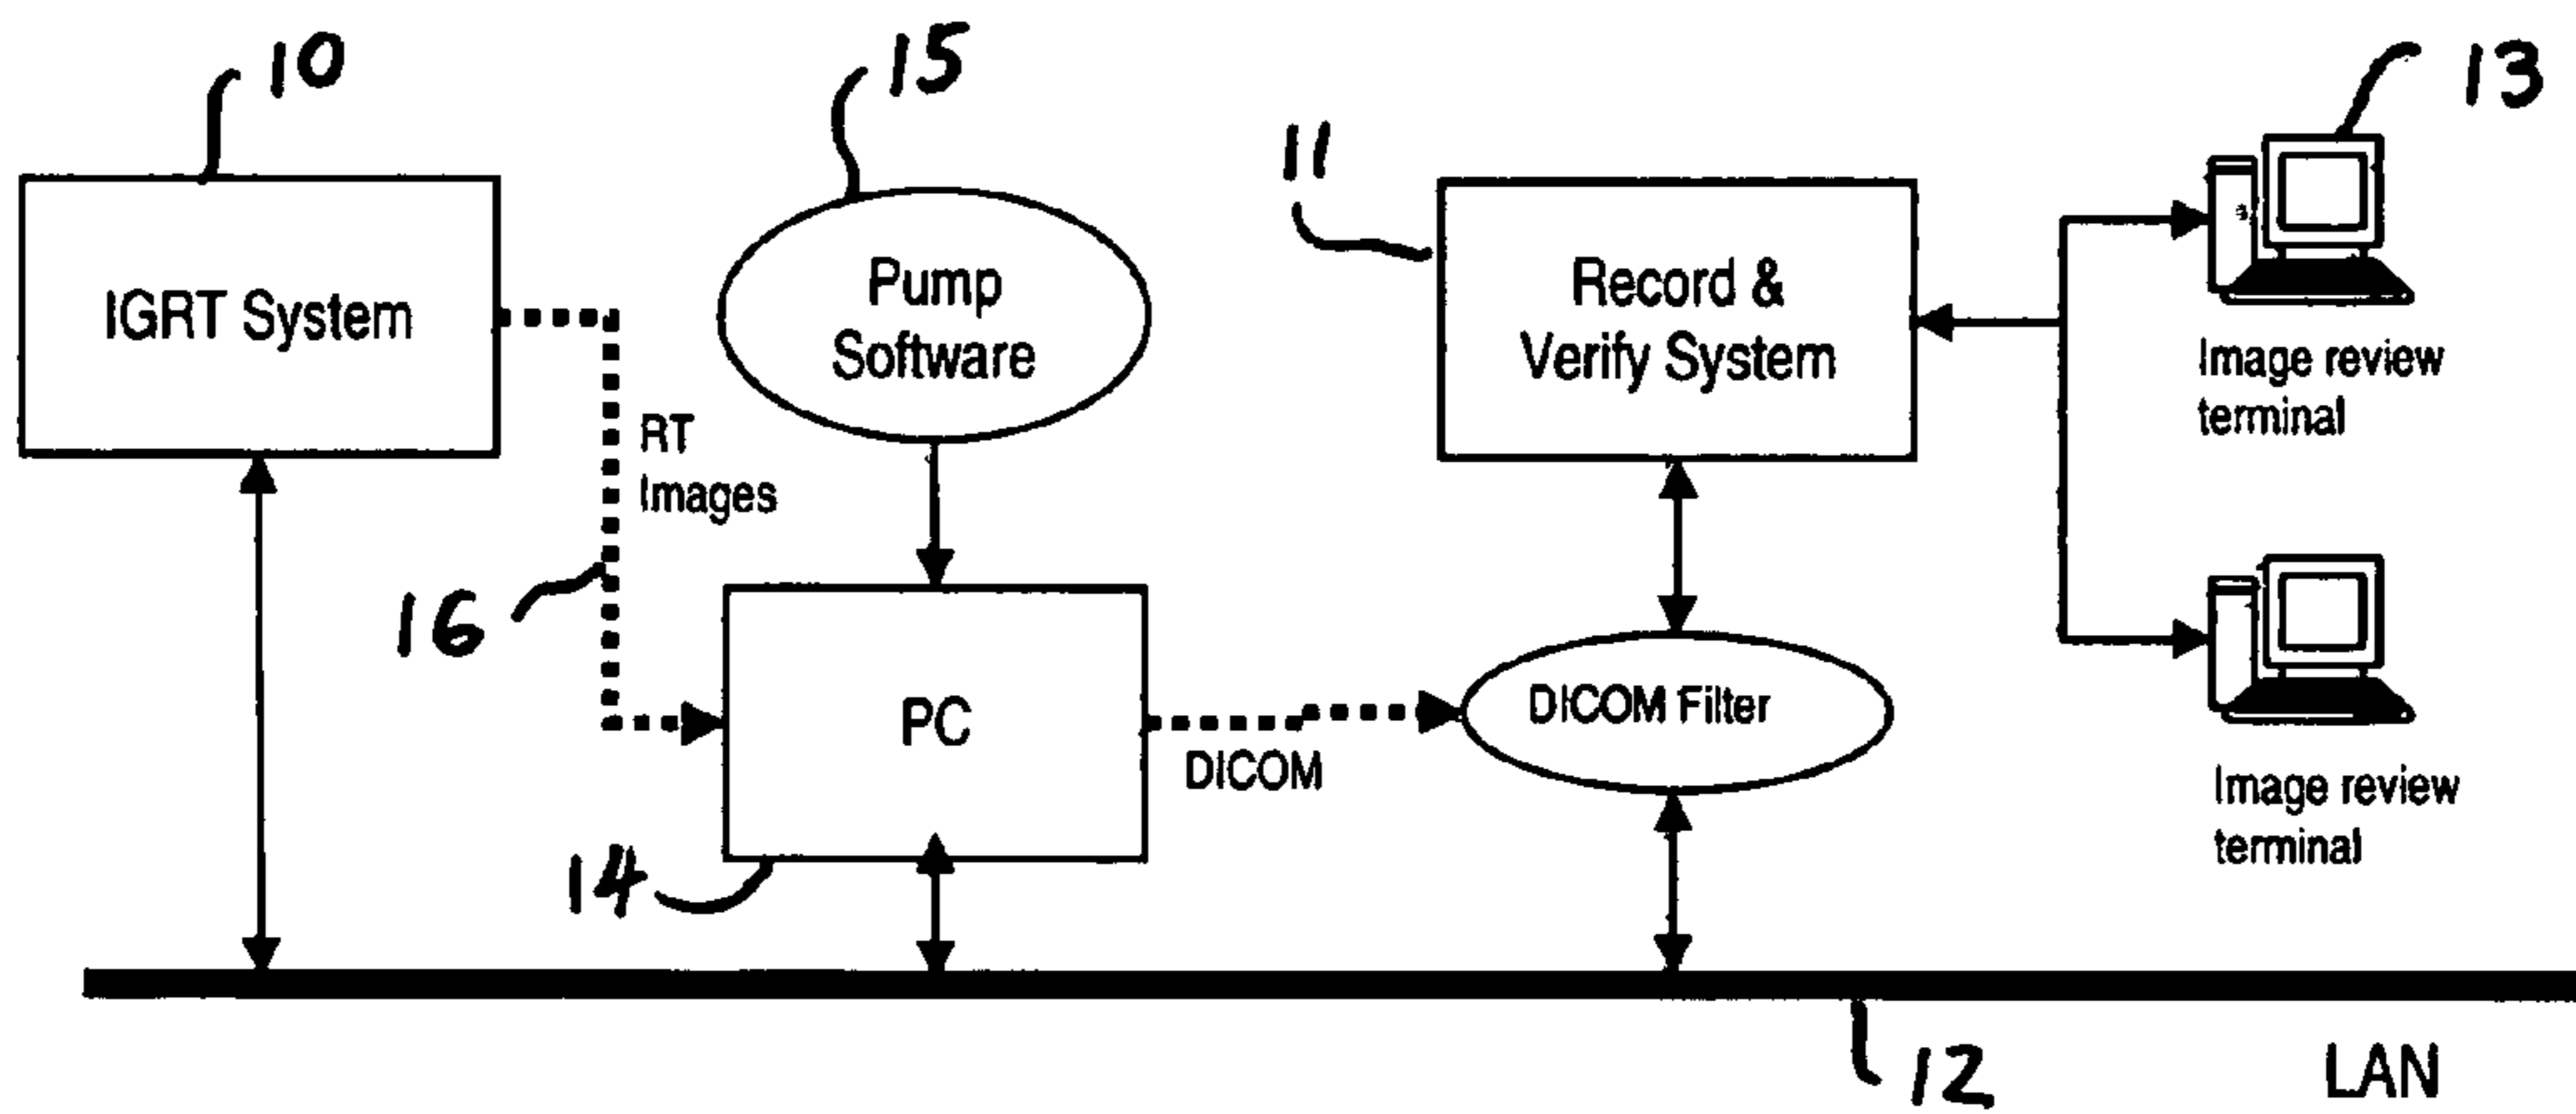 10
15
11
13
IGRT System
Pump
Software
Record &
Verify System
Image review
terminal
RT
Images
16
PC
DICOM
DICOM Filter
Image review
terminal
14
12
LAN